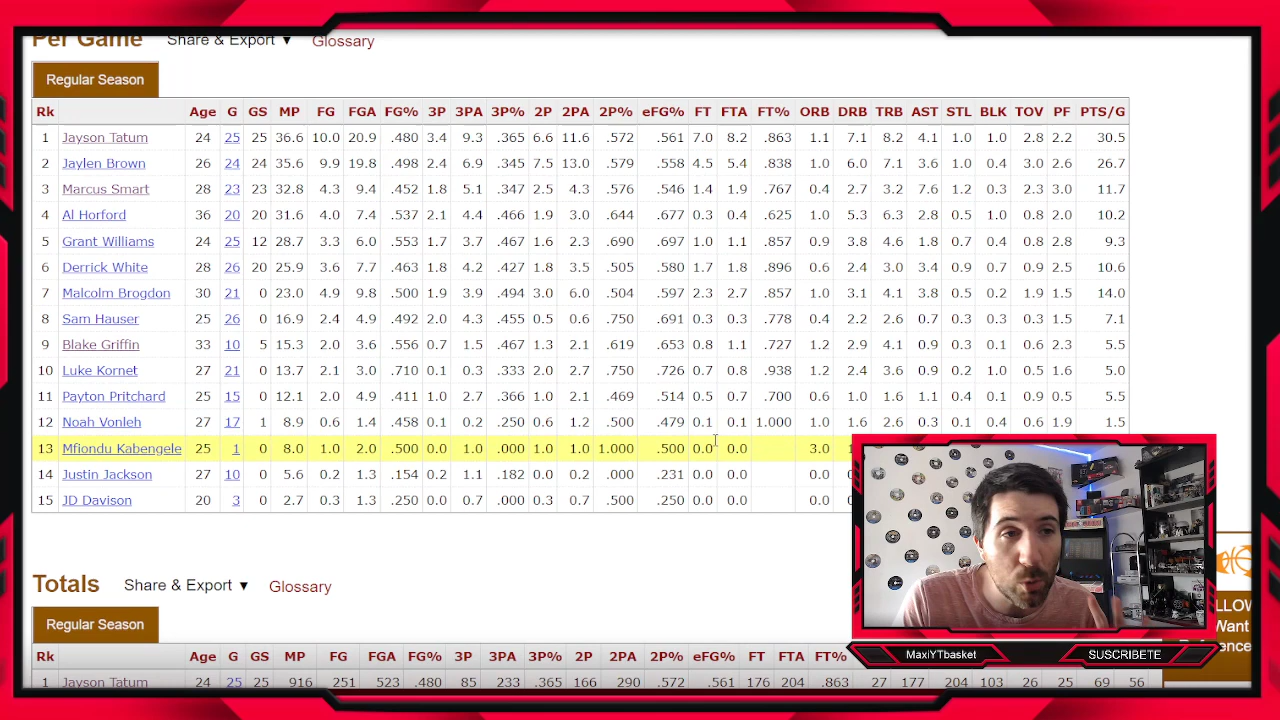 Per Game Share & Export ▼ Glossary
Regular Season
Rk Age G GS MP FG FGA FG% 3P 3PA 3P% 2P 2PA 2P% eFG% FT FTA FT% ORB DRB TRB AST STL BLK TOV PF PTS/G
1 Jayson Tatum 24 25 25 36.6 10.0 20.9 .480 3.4 9.3 .365 6.6 11.6 .572 .561 7.0 8.2 .863 1.1 7.1 8.2 4.1 1.0 1.0 2.8 2.2 30.5
2 Jaylen Brown 26 24 24 35.6 9.9 19.8 .498 2.4 6.9 .345 7.5 13.0 .579 .558 4.5 5.4 .838 1.0 6.0 7.1 3.6 1.0 0.4 3.0 2.6 26.7
3 Marcus Smart 28 23 23 32.8 4.3 9.4 .452 1.8 5.1 .347 2.5 4.3 .576 .546 1.4 1.9 .767 0.4 2.7 3.2 7.6 1.2 0.3 2.3 3.0 11.7
4 Al Horford 36 20 20 31.6 4.0 7.4 .537 2.1 4.4 .466 1.9 3.0 .644 .677 0.3 0.4 .625 1.0 5.3 6.3 2.8 0.5 1.0 0.8 2.0 10.2
5 Grant Williams 24 25 12 28.7 3.3 6.0 .553 1.7 3.7 .467 1.6 2.3 .690 .697 1.0 1.1 .857 0.9 3.8 4.6 1.8 0.7 0.4 0.8 2.8 9.3
6 Derrick White 28 26 20 25.9 3.6 7.7 .463 1.8 4.2 .427 1.8 3.5 .505 .580 1.7 1.8 .896 0.6 2.4 3.0 3.4 0.9 0.7 0.9 2.5 10.6
7 Malcolm Brogdon 30 21 0 23.0 4.9 9.8 .500 1.9 3.9 .494 3.0 6.0 .504 .597 2.3 2.7 .857 1.0 3.1 4.1 3.8 0.5 0.2 1.9 1.5 14.0
8 Sam Hauser 25 26 0 16.9 2.4 4.9 .492 2.0 4.3 .455 0.5 0.6 .750 .691 0.3 0.3 .778 0.4 2.2 2.6 0.7 0.3 0.3 0.3 1.5 7.1
9 Blake Griffin 33 10 5 15.3 2.0 3.6 .556 0.7 1.5 .467 1.3 2.1 .619 .653 0.8 1.1 .727 1.2 2.9 4.1 0.9 0.3 0.1 0.6 2.3 5.5
10 Luke Kornet 27 21 0 13.7 2.1 3.0 .710 0.1 0.3 .333 2.0 2.7 .750 .726 0.7 0.8 .938 1.2 2.4 3.6 0.9 0.2 1.0 0.5 1.6 5.0
11 Payton Pritchard 25 15 0 12.1 2.0 4.9 .411 1.0 2.7 .366 1.0 2.1 .469 .514 0.5 0.7 .700 0.6 1.0 1.6 1.1 0.4 0.1 0.9 0.5 5.5
12 Noah Vonleh 27 17 1 8.9 0.6 1.4 .458 0.1 0.2 .250 0.6 1.2 .500 .479 0.1 0.1 1.000 1.0 1.6 2.6 0.3 0.1 0.4 0.6 1.9 1.5
13 Mfiondu Kabengele 25 1 0 8.0 1.0 2.0 .500 0.0 1.0 .000 1.0 1.0 1.000 .500 0.0 0.0 3.0
14 Justin Jackson 27 10 0 5.6 0.2 1.3 .154 0.2 1.1 .182 0.0 0.2 .000 .231 0.0 0.0 0.0
15 JD Davison 20 3 0 2.7 0.3 1.3 .250 0.0 0.7 .000 0.3 0.7 .500 .250 0.0 0.0 0.0
Totals Share & Export ▼ Glossary
Regular Season
Rk Age G GS MP FG FGA FG% 3P 3PA 3P% 2P 2PA 2P% eFG% FT FTA FT%
1 Jayson Tatum 24 25 25 916 251 523 .480 85 233 .365 166 290 .572 .561 176 204 .863 27 177 204 103 26 25 69 56
MaxiYTbasket
SUSCRIBETE
Want